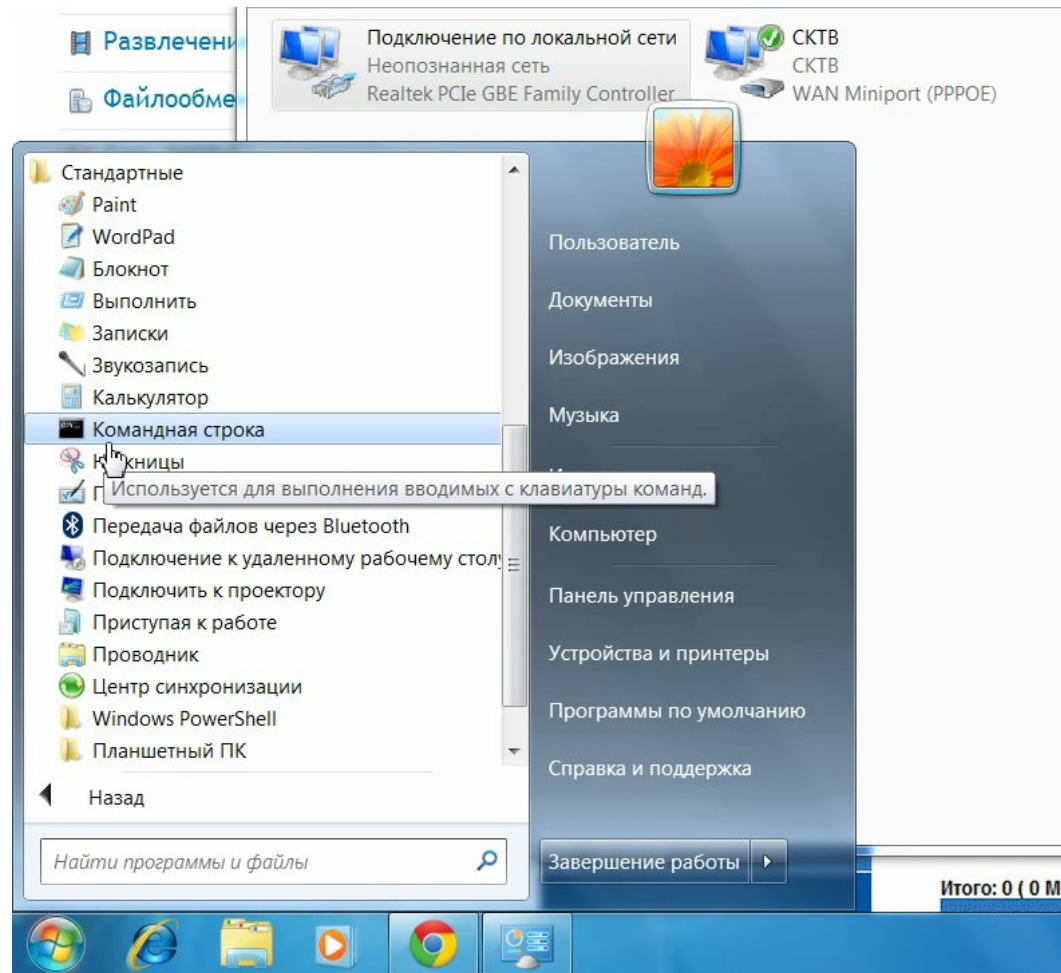 Развлечени
Файлообме
Подключение по локальной сети
Неопознанная сеть
Realtek PCIe GBE Family Controller
СКТВ
СКТВ
WAN Miniport (PPPOE)
Стандартные
Paint
WordPad
Блокнот
Выполнить
Записки
Звукозапись
Калькулятор
Командная строка
Используется для выполнения вводимых с клавиатуры команд.
Передача файлов через Bluetooth
Подключение к удаленному рабочему стол
Подключить к проектору
Приступая к работе
Проводник
Центр синхронизации
Windows PowerShell
Планшетный ПК
Назад
Найти программы и файлы
Пользователь
Документы
Изображения
Музыка
Компьютер
Панель управления
Устройства и принтеры
Программы по умолчанию
Справка и поддержка
Завершение работы
Итого: 0 ( 0 М